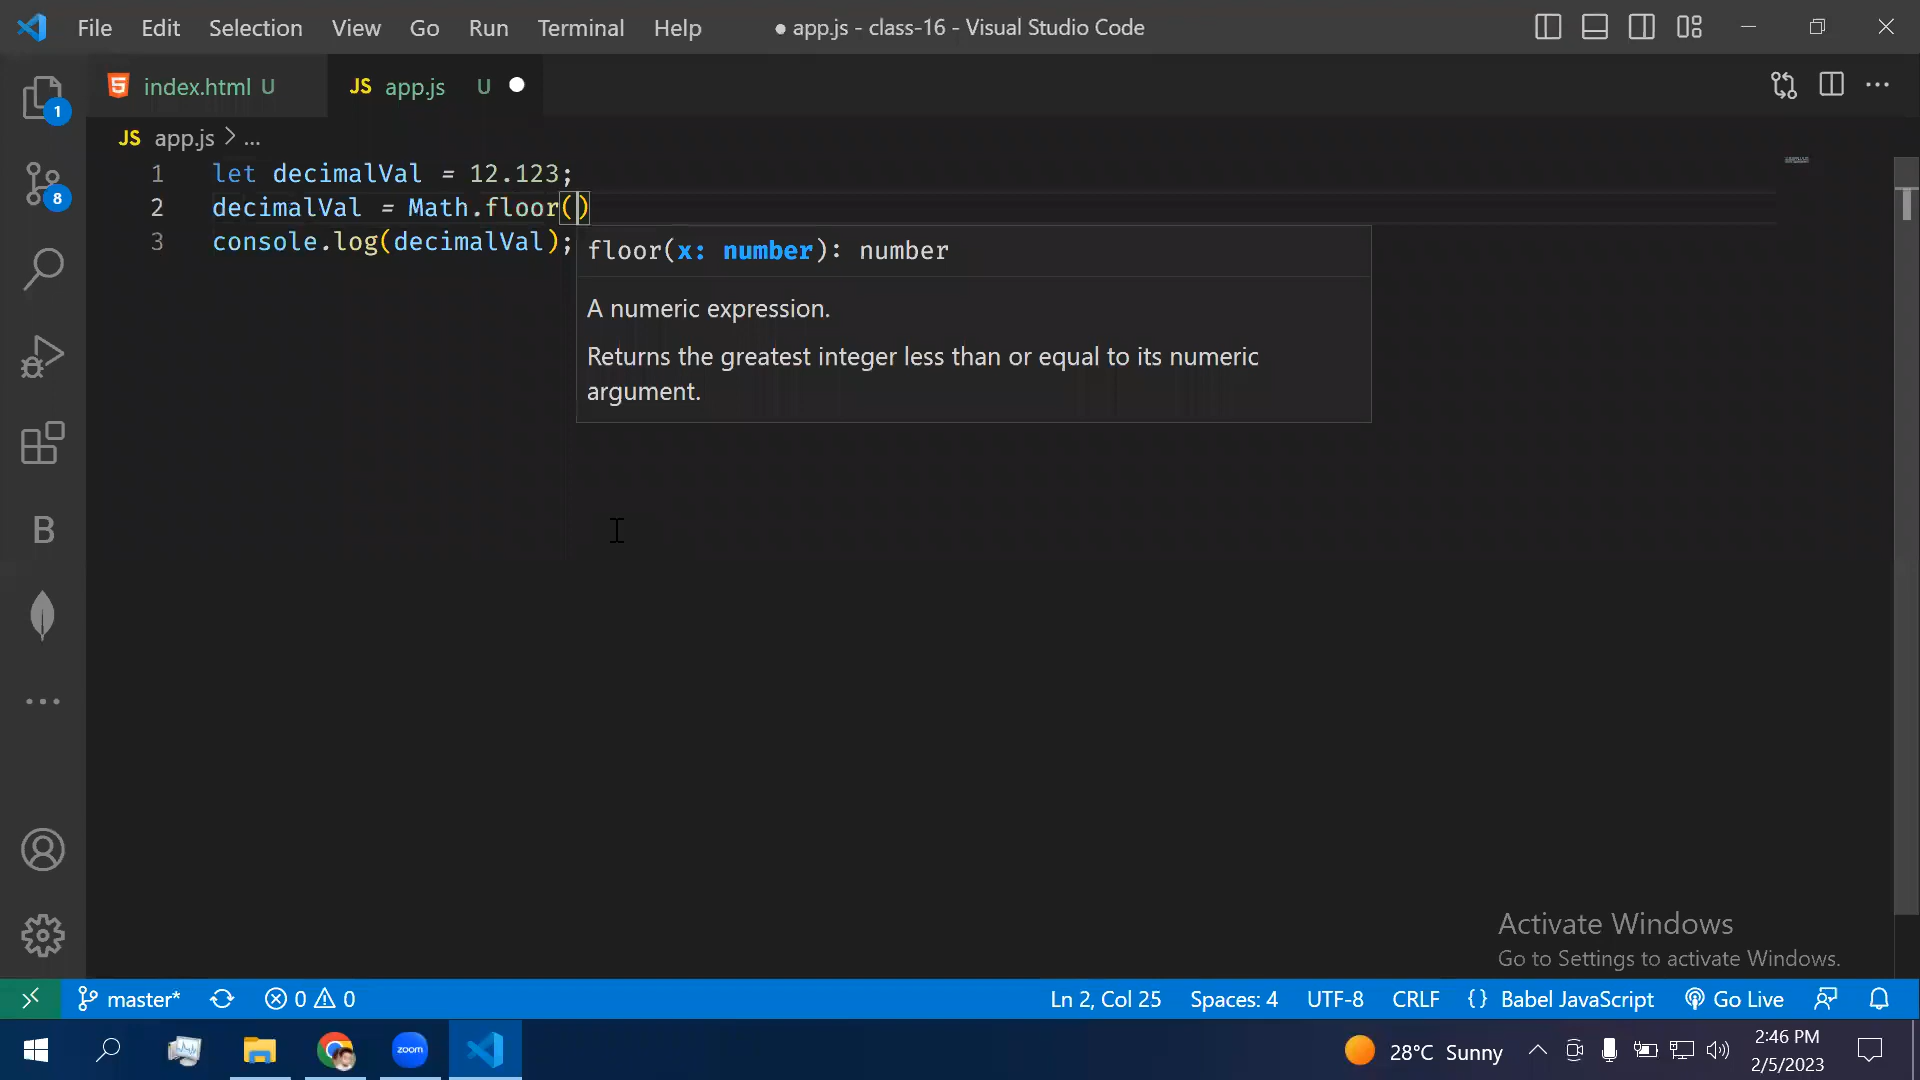 File Edit Selection View Go Run Terminal Help ● app.js - class-16 - Visual Studio Code
index.html U JS app.js U
JS app.js > ...
1 let decimalVal = 12.123;
2 decimalVal = Math.floor()
3 console.log(decimalVal);
floor(x: number): number
A numeric expression.
Returns the greatest integer less than or equal to its numeric
argument.
1
8
B
Activate Windows
Go to Settings to activate Windows.
master* 0 0 Ln 2, Col 25 Spaces: 4 UTF-8 CRLF {} Babel JavaScript Go Live
zoom 28°C Sunny 2:46 PM
2/5/2023